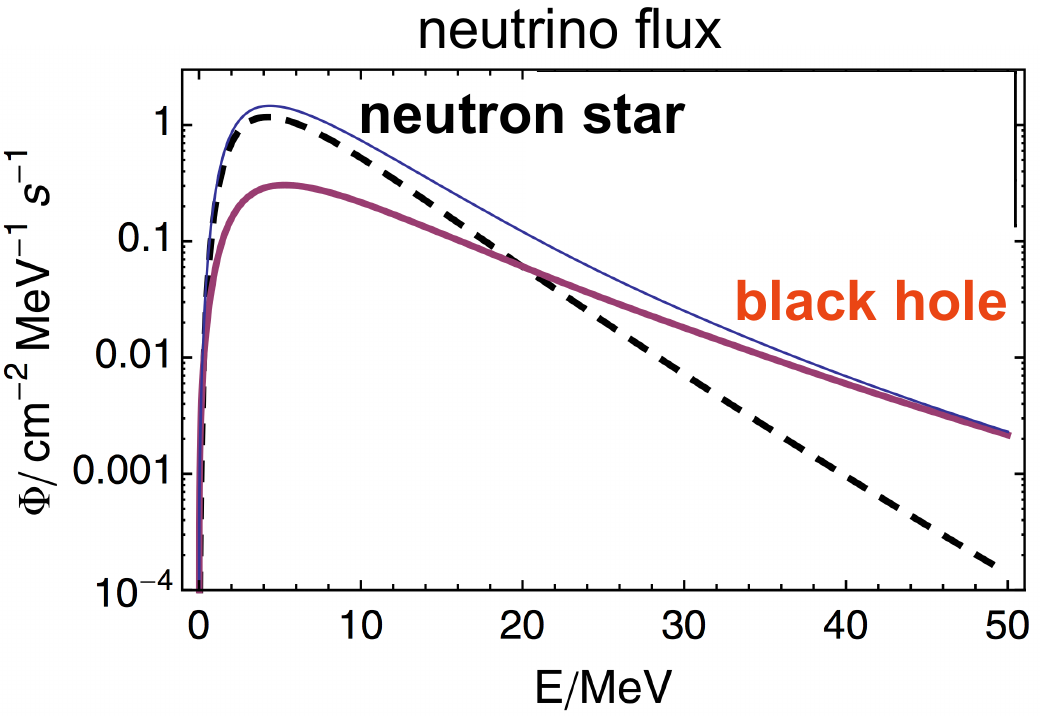 neutrino flux
neutron star
black hole
Φ/cm⁻² MeV⁻¹ s⁻¹
1
0.1
0.01
0.001
10⁻⁴
0 10 20 30 40 50
E/MeV